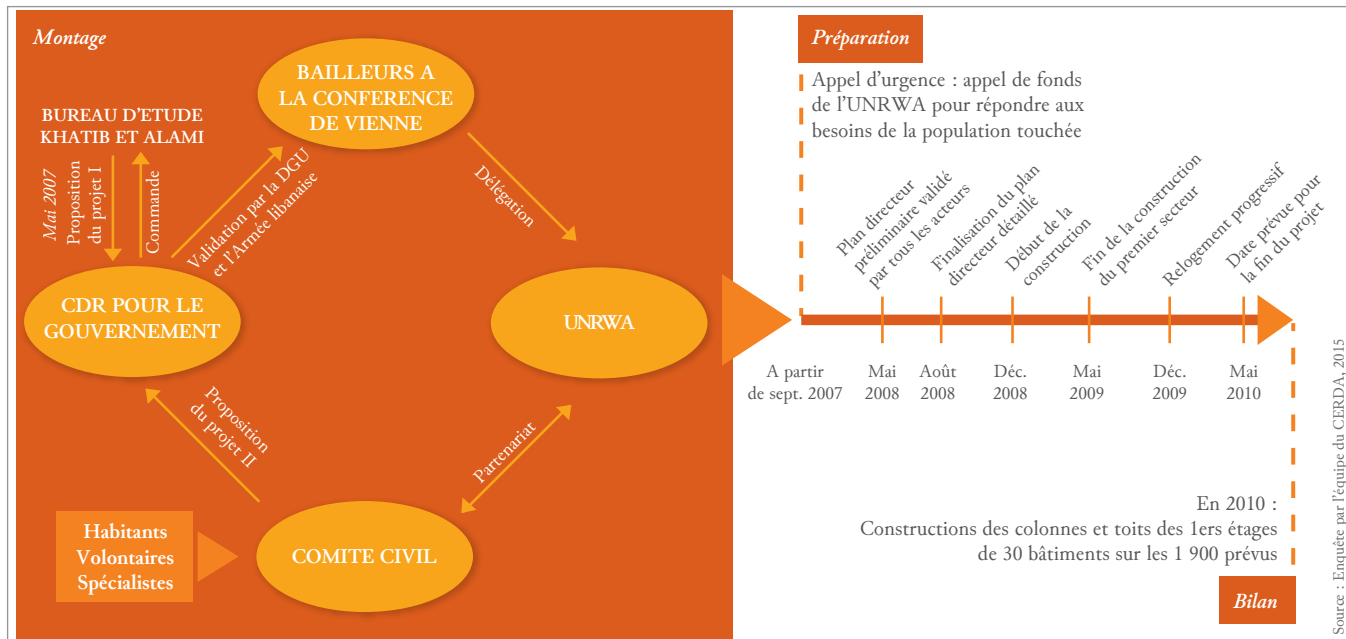 Montage
BAILLEURS A
LA CONFERENCE
DE VIENNE
BUREAU D'ETUDE
KHATIB ET ALAMI
Mai 2007
Proposition
du projet I
Commande
Validation par la DGU
et l'Armée libanaise
Délégation
CDR POUR LE
GOUVERNEMENT
UNRWA
Proposition
du projet II
Partenariat
Habitants
Volontaires
Spécialistes
COMITE CIVIL
Préparation
Appel d'urgence : appel de fonds
de l'UNRWA pour répondre aux
besoins de la population touchée
Plan directeur
préliminaire validé
par tous les acteurs
Finalisation du plan
directeur détaillé
Début de la
construction
Fin de la construction
du premier secteur
Relogement progressif
Date prévue pour
la fin du projet
A partir
de sept. 2007
Mai
2008
Août
2008
Déc.
2008
Mai
2009
Déc.
2009
Mai
2010
En 2010 :
Constructions des colonnes et toits des 1ers étages
de 30 bâtiments sur les 1 900 prévus
Bilan
Source : Enquête par l'équipe du CERDA, 2015